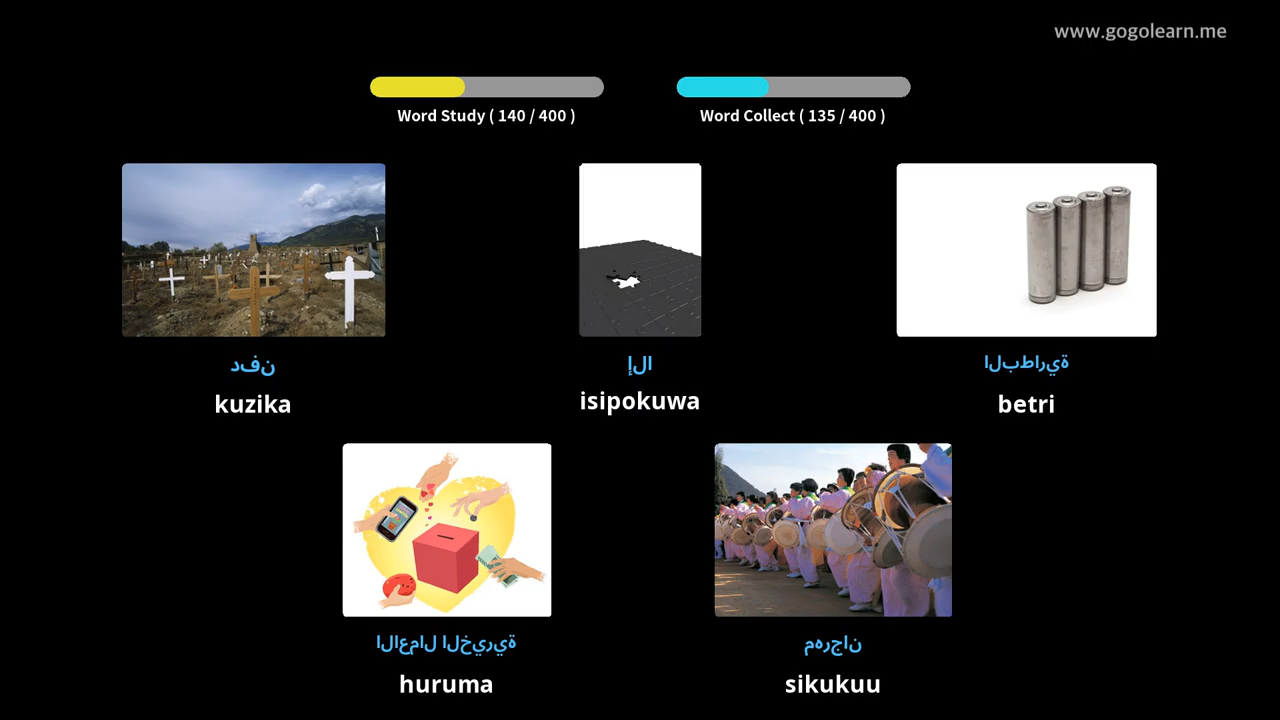 www.gogolearn.me
Word Study ( 140 / 400 )
Word Collect ( 135 / 400 )
دفن
إلا
البطارية
kuzika
isipokuwa
betri
الاعمال الخيرية
مهرجان
huruma
sikukuu